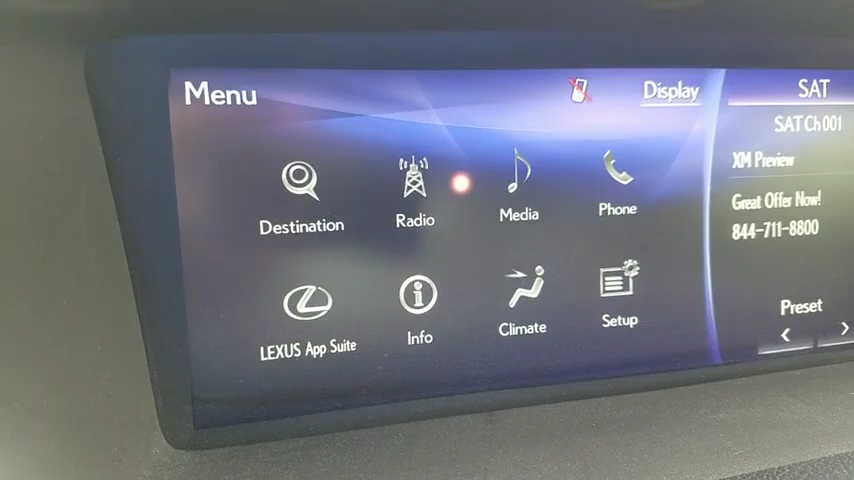 Menu
Display
Destination
Radio
Media
Phone
LEXUS App Suite
Info
Climate
Setup
SAT
SAT Ch 001
XM Preview
Great Offer Now!
844-711-8800
Preset